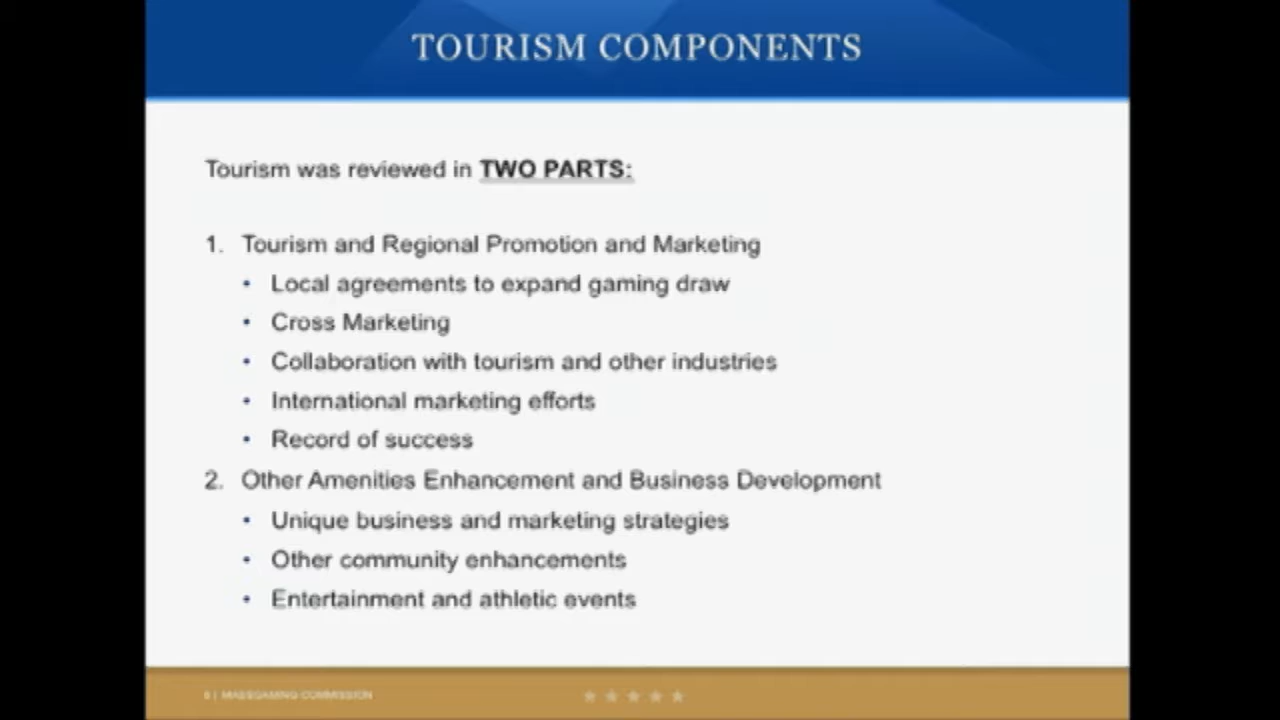 TOURISM COMPONENTS
Tourism was reviewed in TWO PARTS:
1. Tourism and Regional Promotion and Marketing
• Local agreements to expand gaming draw
• Cross Marketing
• Collaboration with tourism and other industries
• International marketing efforts
• Record of success
2. Other Amenities Enhancement and Business Development
• Unique business and marketing strategies
• Other community enhancements
• Entertainment and athletic events
| MASSGAMING COMMISSION